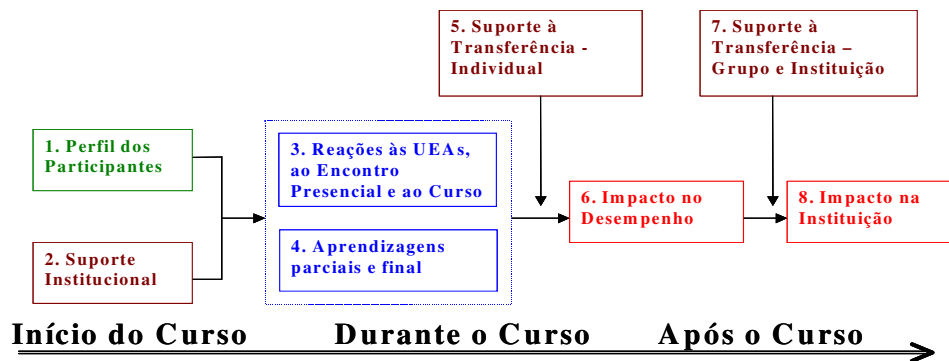 5. Suporte à
Transferência -
Individual
7. Suporte à
Transferência –
Grupo e Instituição
1. Perfil dos
Participantes
3. Reações às UEAs,
ao Encontro
Presencial e ao Curso
6. Impacto no
Desempenho
8. Impacto na
Instituição
2. Suporte
Institucional
4. Aprendizagens
parciais e final
Início do Curso
Durante o Curso
Após o Curso